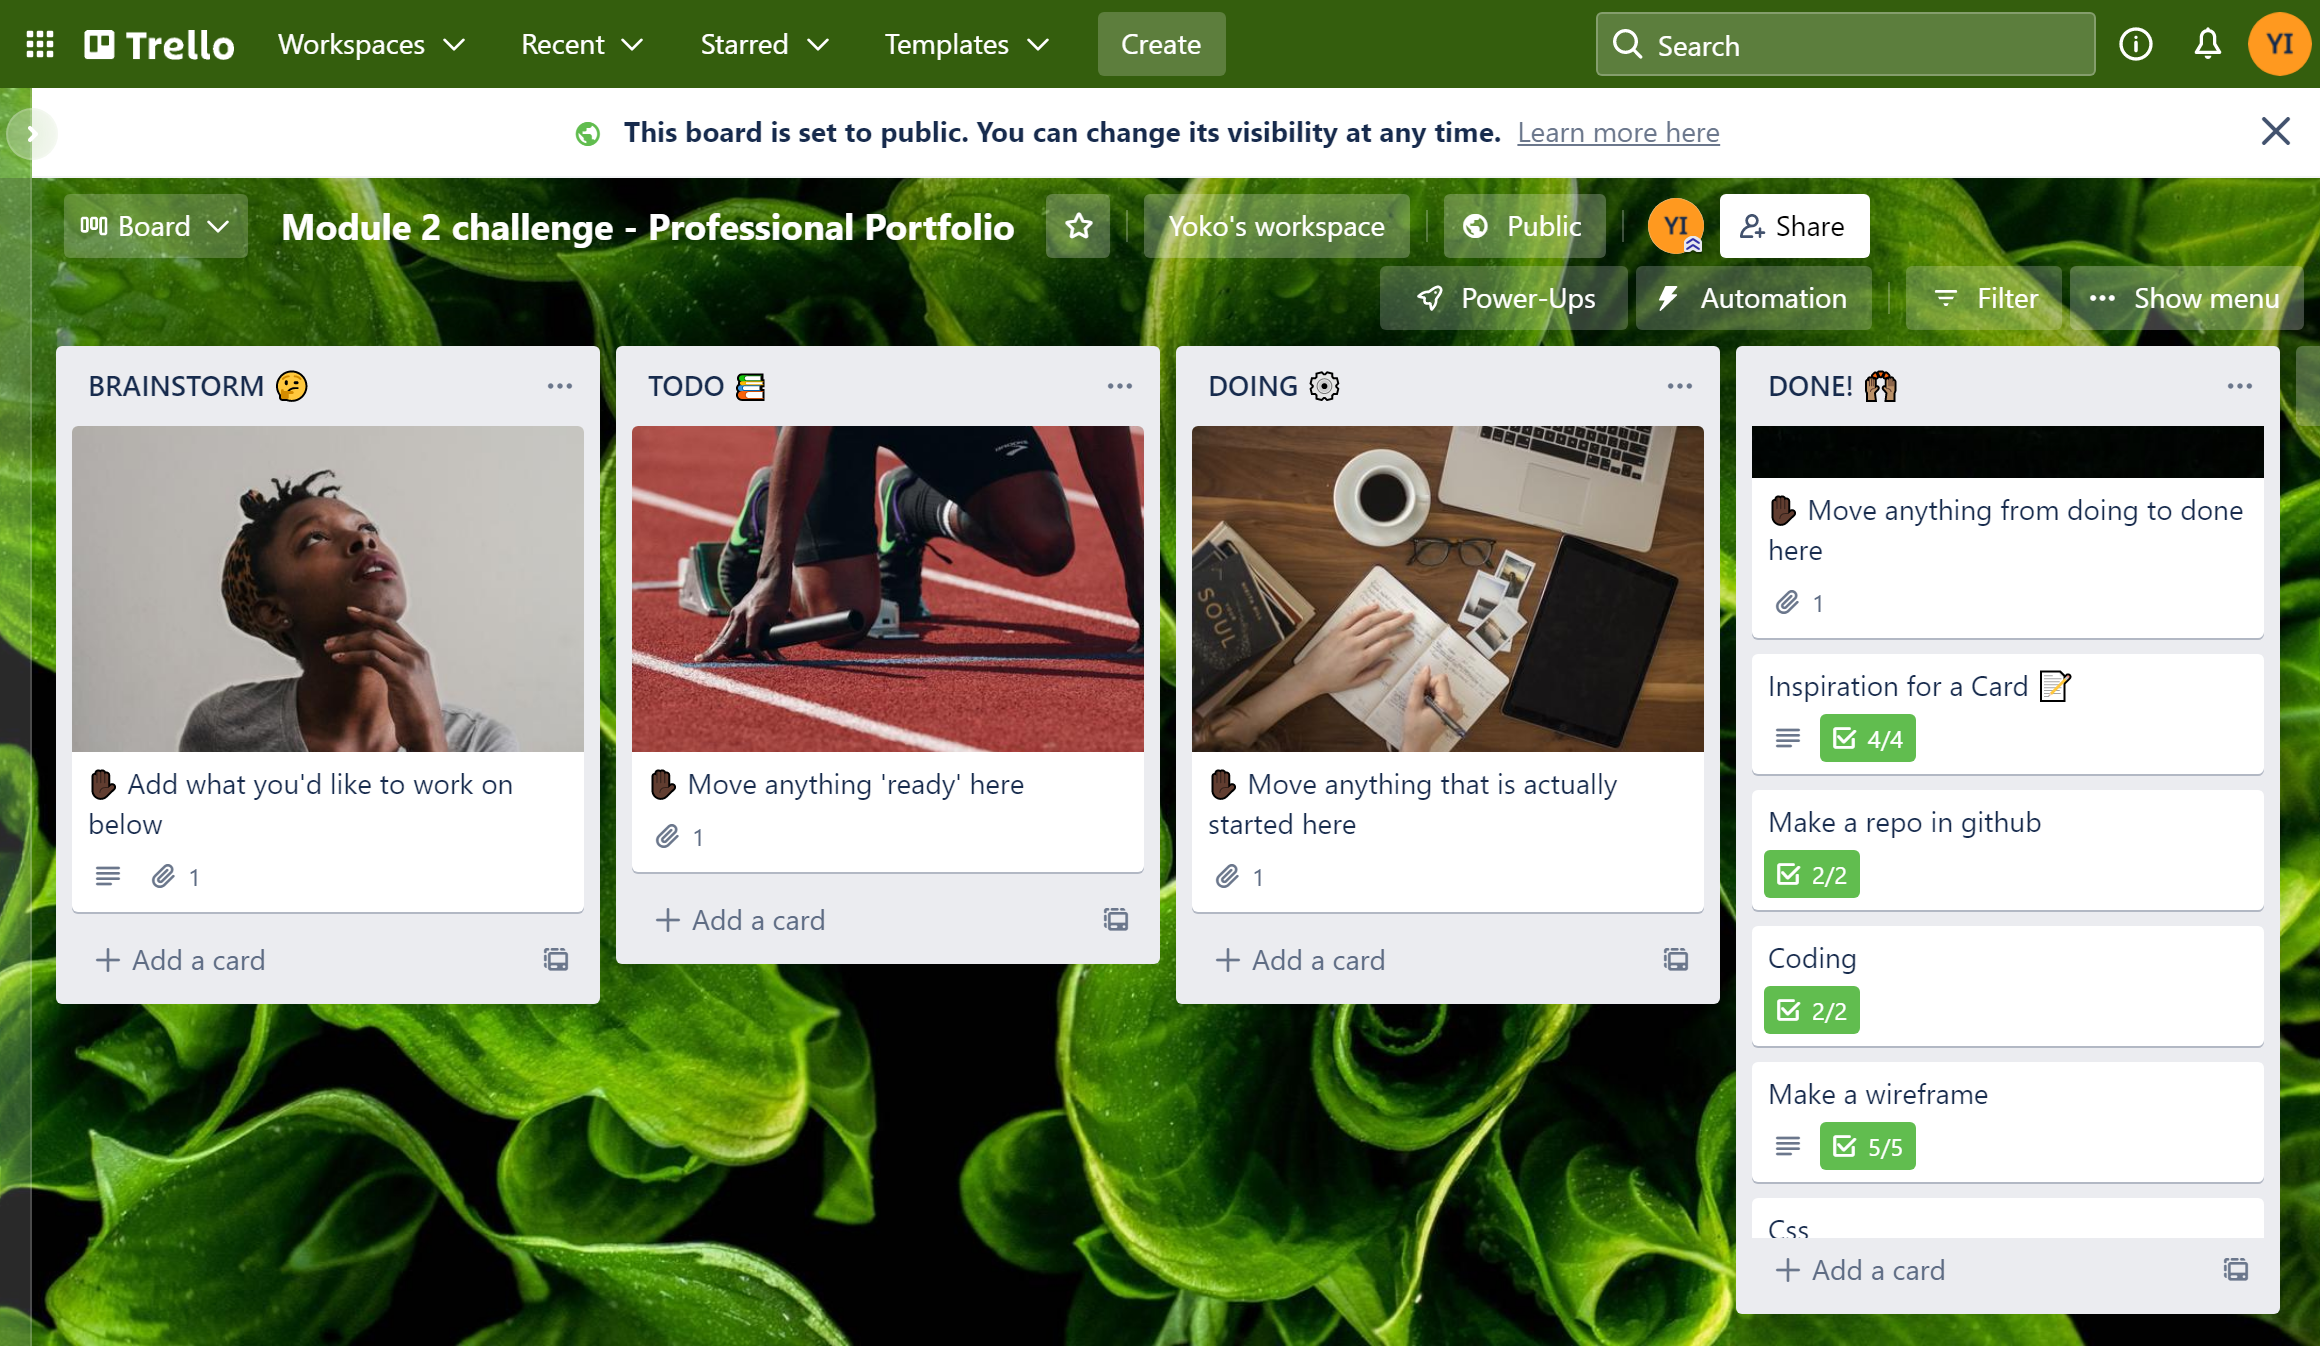 Trello Workspaces Recent Starred Templates Create Search YI
This board is set to public. You can change its visibility at any time. Learn more here
Board Module 2 challenge - Professional Portfolio Yoko's workspace Public YI Share
Power-Ups Automation Filter Show menu
BRAINSTORM 🤔
Add what you'd like to work on
below
1
Add a card
TODO 📚
Move anything 'ready' here
1
Add a card
DOING ⚙️
SOUL
Move anything that is actually
started here
1
Add a card
DONE! 🙌🏽
✋🏿 Move anything from doing to done
here
1
Inspiration for a Card 📝
4/4
Make a repo in github
2/2
Coding
2/2
Make a wireframe
5/5
Css
Add a card